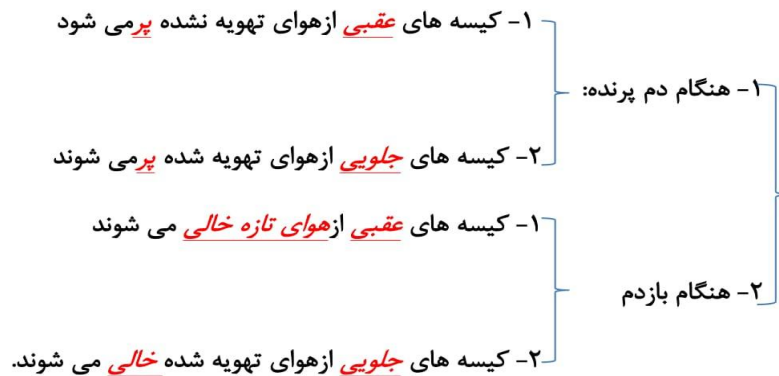 ۱- هنگام دم پرنده:
۱- کیسه های عقبی ازهوای تهویه نشده پرمی شود
۲- کیسه های جلویی ازهوای تهویه شده پرمی شوند
۲- هنگام بازدم
۱- کیسه های عقبی ازهوای تازه خالی می شوند
۲- کیسه های جلویی ازهوای تهویه شده خالی می شوند.